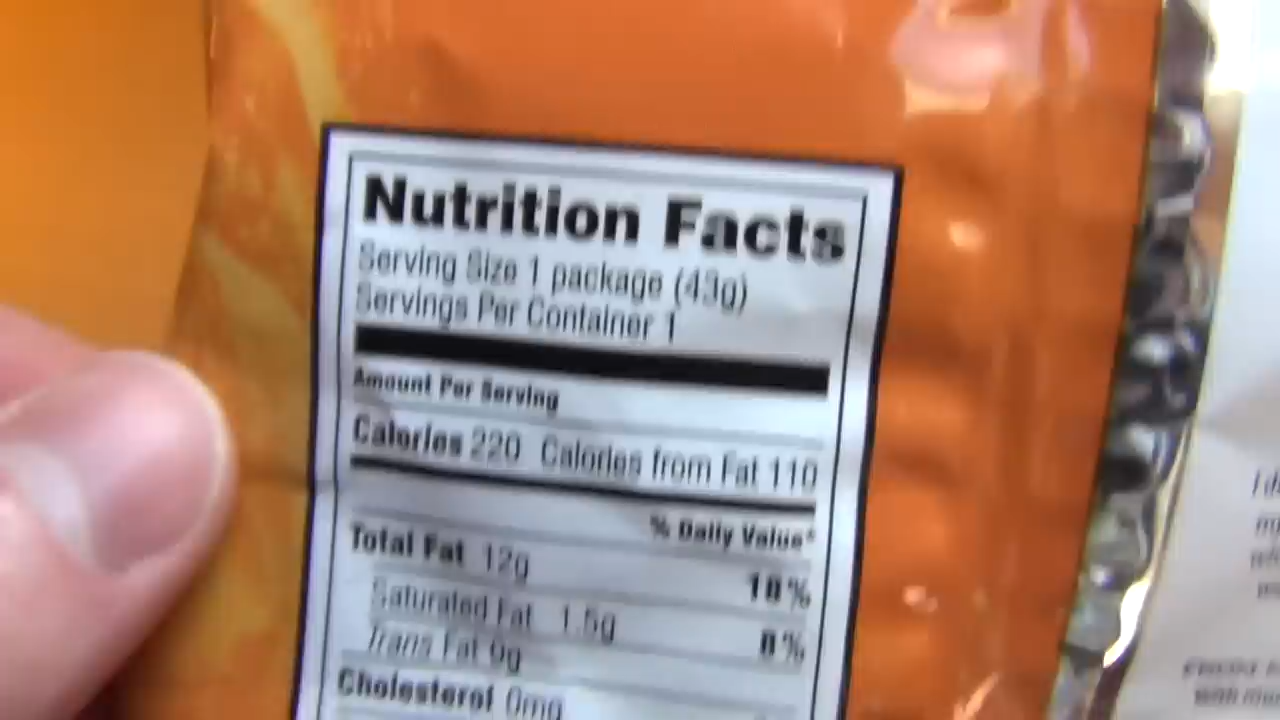 Nutrition Facts
Serving Size 1 package (43g)
Servings Per Container 1
Amount Per Serving
Calories 220 Calories from Fat 110
% Daily Value*
Total Fat 12g 18%
Saturated Fat 1.5g 8%
Trans Fat 0g
Cholesterol 0mg